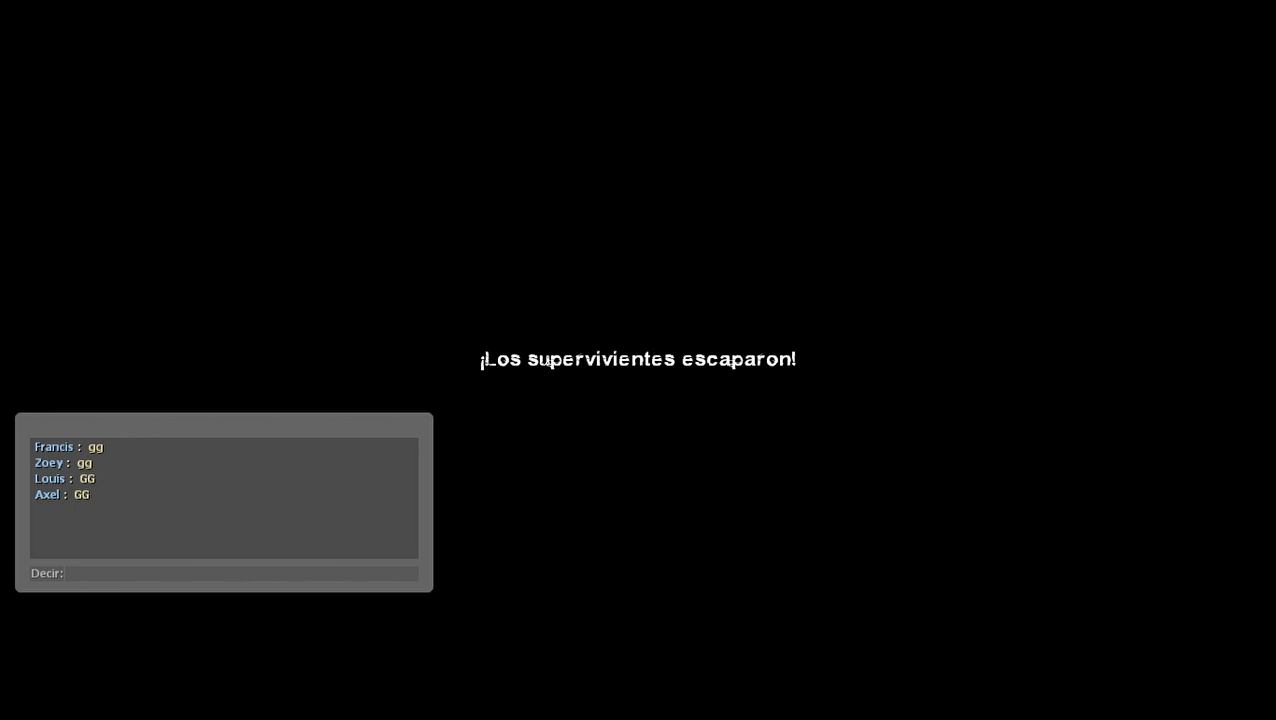 ¡Los supervivientes escaparon!
Francis : gg
Zoey : gg
Louis : GG
Axel : GG
Decir: